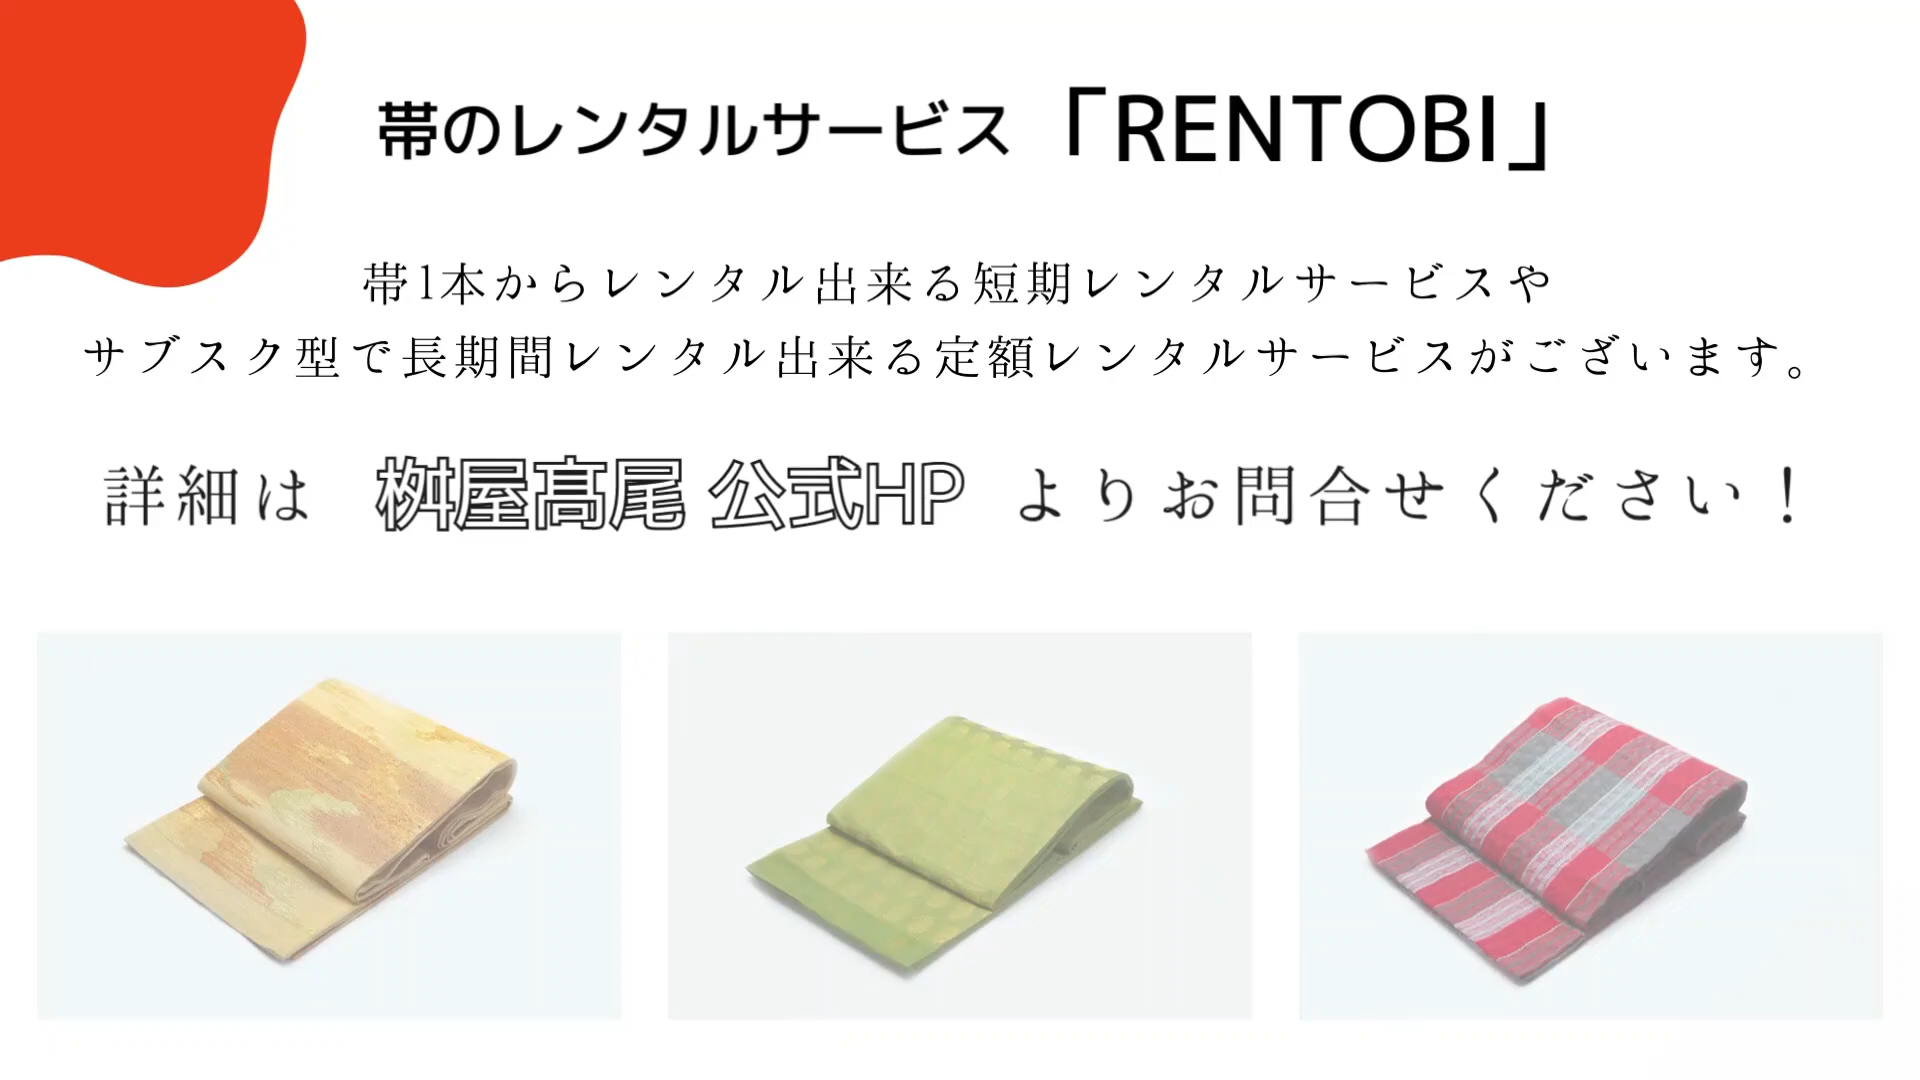 帯のレンタルサービス「RENTOBI」
帯1本からレンタル出来る短期レンタルサービスや
サブスク型で長期間レンタル出来る定額レンタルサービスがございます。
詳細は 桝屋髙尾 公式HP よりお問合せください！